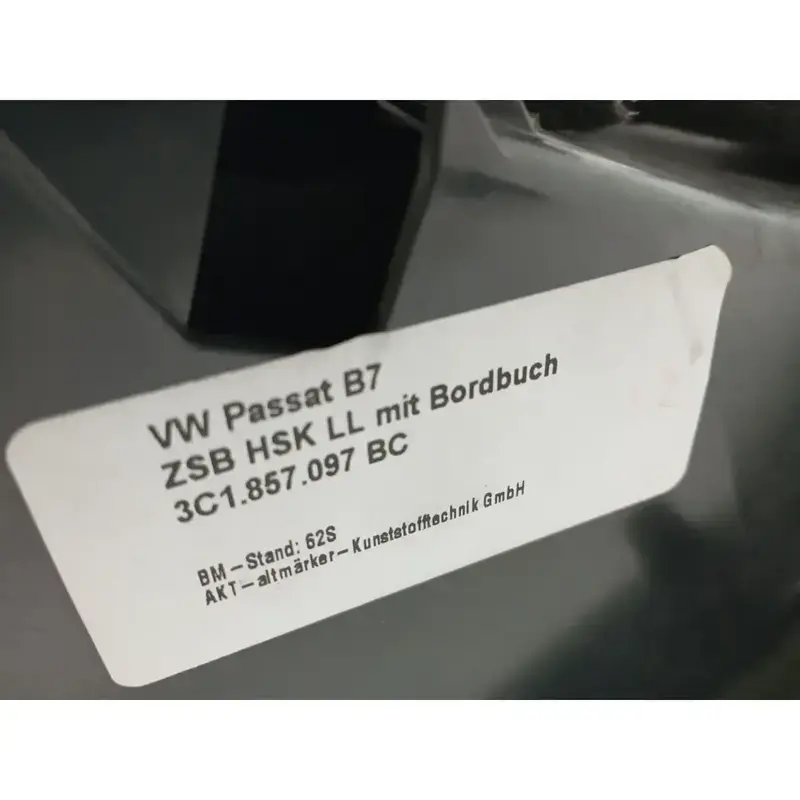 VW Passat B7
ZSB HSK LL mit Bordbuch
3C1.857.097 BC
BM-Stand: 62S
AKT-altmärker-Kunststofftechnik GmbH